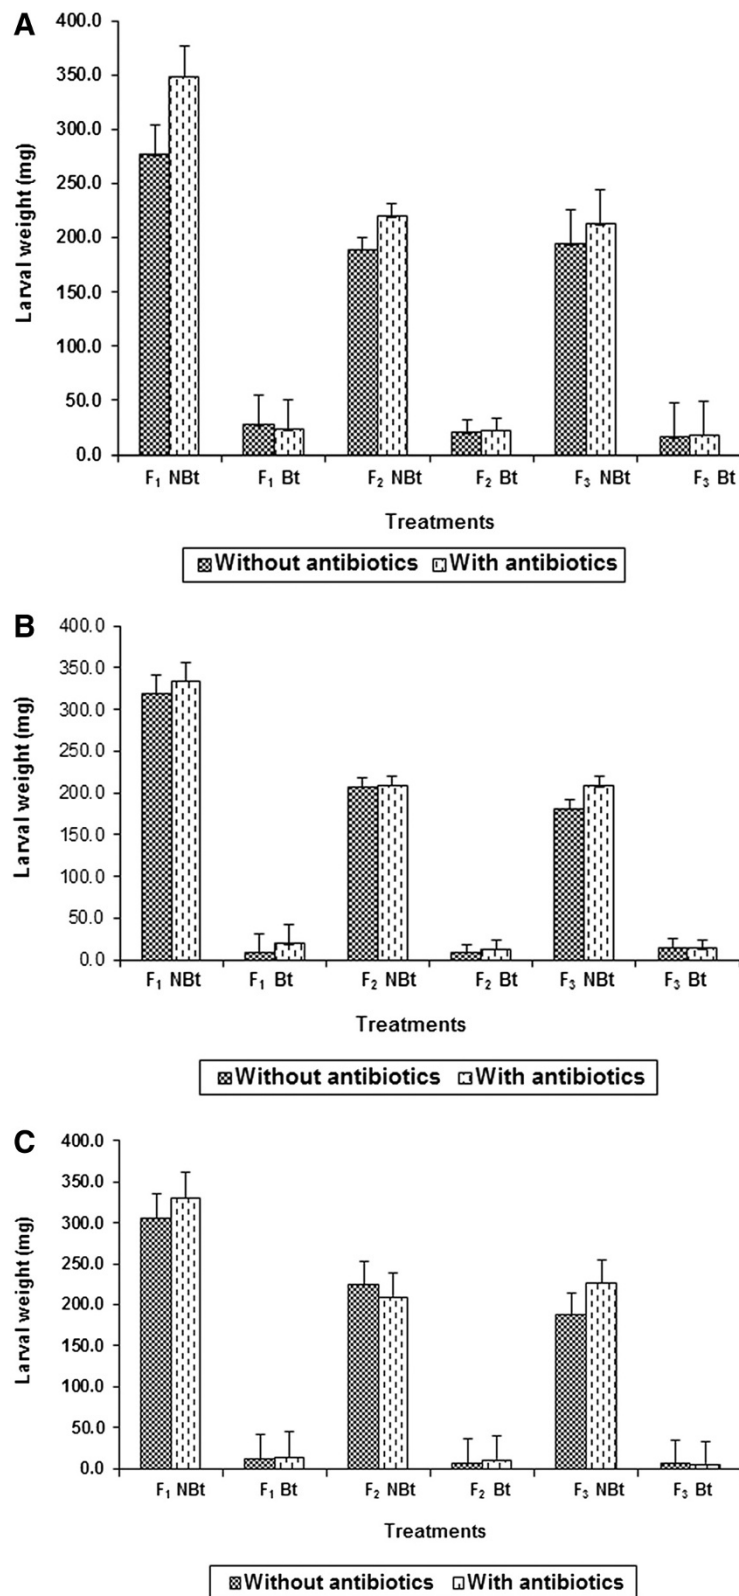 A
400.0
350.0
300.0
250.0
200.0
150.0
100.0
50.0
0.0
Larval weight (mg)
F₁ NBt F₁ Bt F₂ NBt F₂ Bt F₃ NBt F₃ Bt
Treatments
Without antibiotics With antibiotics
B
400.0
350.0
300.0
250.0
200.0
150.0
100.0
50.0
0.0
Larval weight (mg)
F₁ NBt F₁ Bt F₂ NBt F₂ Bt F₃ NBt F₃ Bt
Treatments
Without antibiotics With antibiotics
C
400.0
350.0
300.0
250.0
200.0
150.0
100.0
50.0
0.0
Larval weight (mg)
F₁ NBt F₁ Bt F₂ NBt F₂ Bt F₃ NBt F₃ Bt
Treatments
Without antibiotics With antibiotics